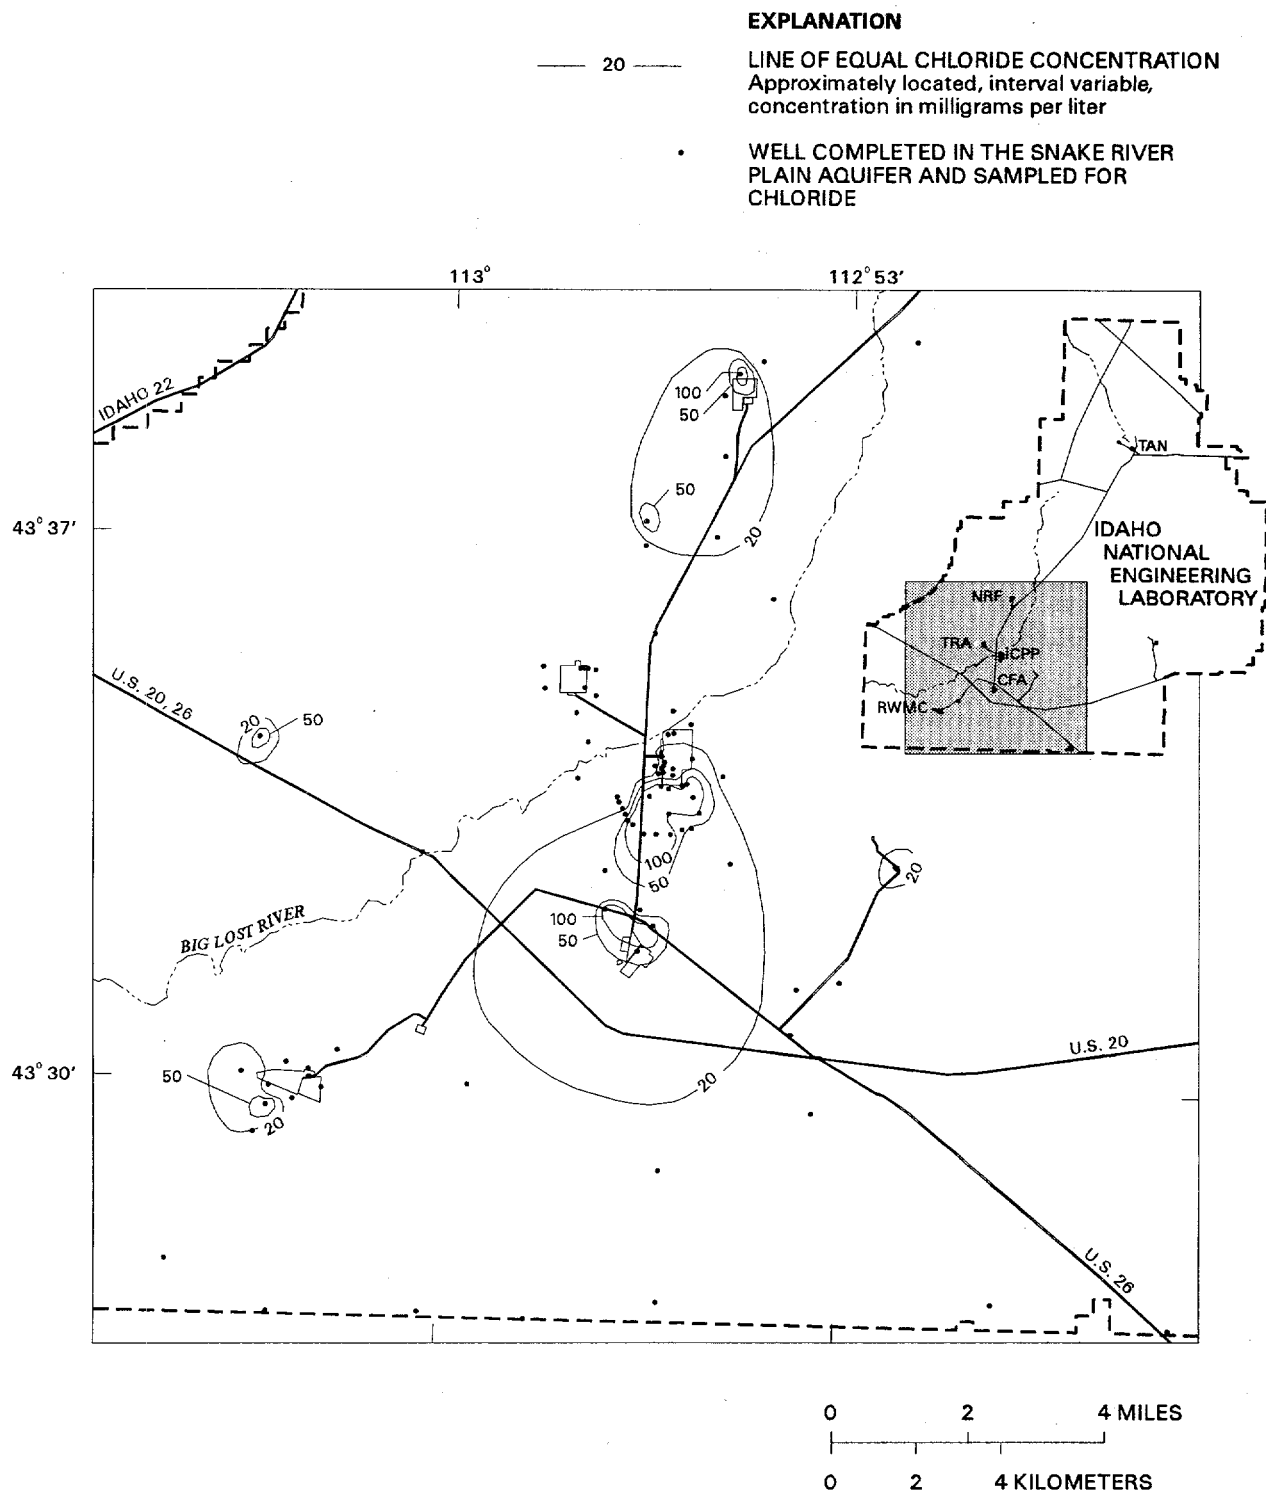 EXPLANATION
20
LINE OF EQUAL CHLORIDE CONCENTRATION
Approximately located, interval variable,
concentration in milligrams per liter
WELL COMPLETED IN THE SNAKE RIVER
PLAIN AQUIFER AND SAMPLED FOR
CHLORIDE
113°
112°53'
IDAHO 22
100
50
50
20
43°37'
TAN
IDAHO
NATIONAL
ENGINEERING
LABORATORY
NRF
TRA
ICPP
CFA
RWMC
U.S. 20, 26
20
50
100
50
20
100
50
BIG LOST RIVER
43°30'
50
20
20
U.S. 20
U.S. 26
0 2 4 MILES
0 2 4 KILOMETERS